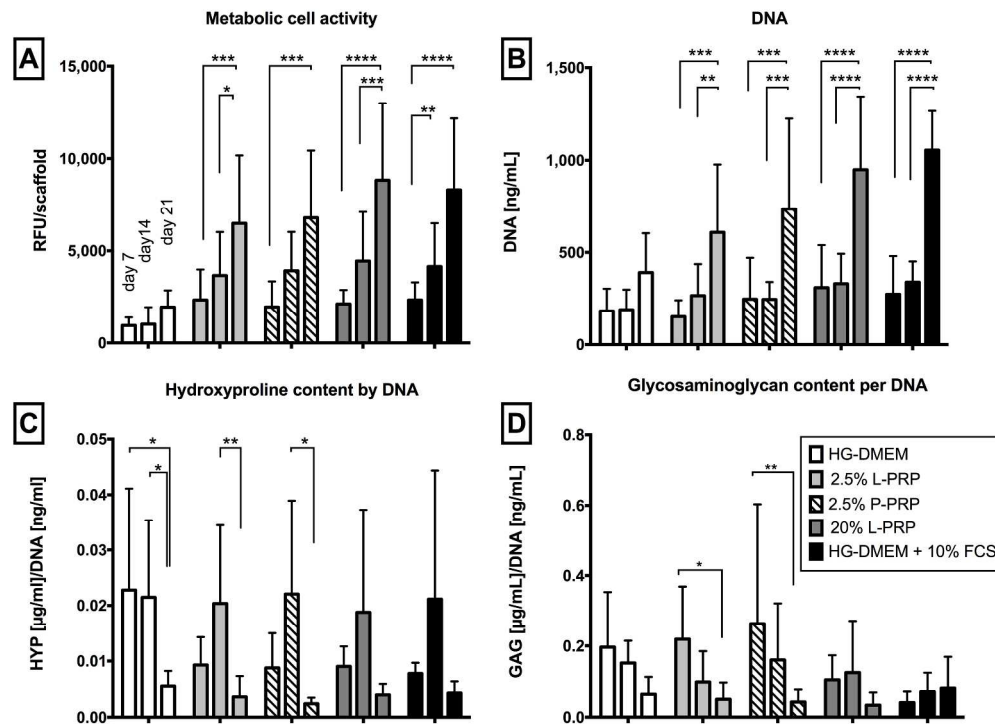 Metabolic cell activity
A
RFU/scaffold
15,000
10,000
5,000
0
day 7
day14
day 21
***
*
***
****
***
****
**
DNA
B
DNA [ng/mL]
1,500
1,000
500
0
***
**
***
***
****
****
****
****
Hydroxyproline content by DNA
C
HYP [µg/ml]/DNA [ng/ml]
0.05
0.04
0.03
0.02
0.01
0.00
*
*
**
*
Glycosaminoglycan content per DNA
D
GAG [µg/mL]/DNA [ng/mL]
0.8
0.6
0.4
0.2
0.0
*
**
HG-DMEM
2.5% L-PRP
2.5% P-PRP
20% L-PRP
HG-DMEM + 10% FCS